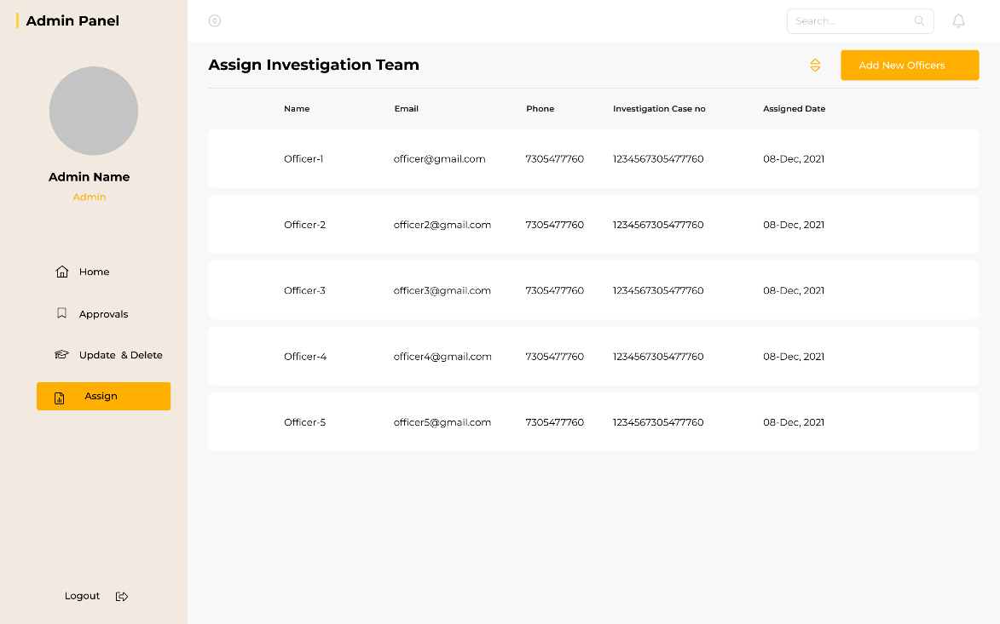 Admin Panel
Search...
Admin Name
Admin
Home
Approvals
Update & Delete
Assign
Logout
Assign Investigation Team
Add New Officers
Name Email Phone Investigation Case no Assigned Date
Officer-1 officer@gmail.com 7305477760 1234567305477760 08-Dec, 2021
Officer-2 officer2@gmail.com 7305477760 1234567305477760 08-Dec, 2021
Officer-3 officer3@gmail.com 7305477760 1234567305477760 08-Dec, 2021
Officer-4 officer4@gmail.com 7305477760 1234567305477760 08-Dec, 2021
Officer-5 officer5@gmail.com 7305477760 1234567305477760 08-Dec, 2021